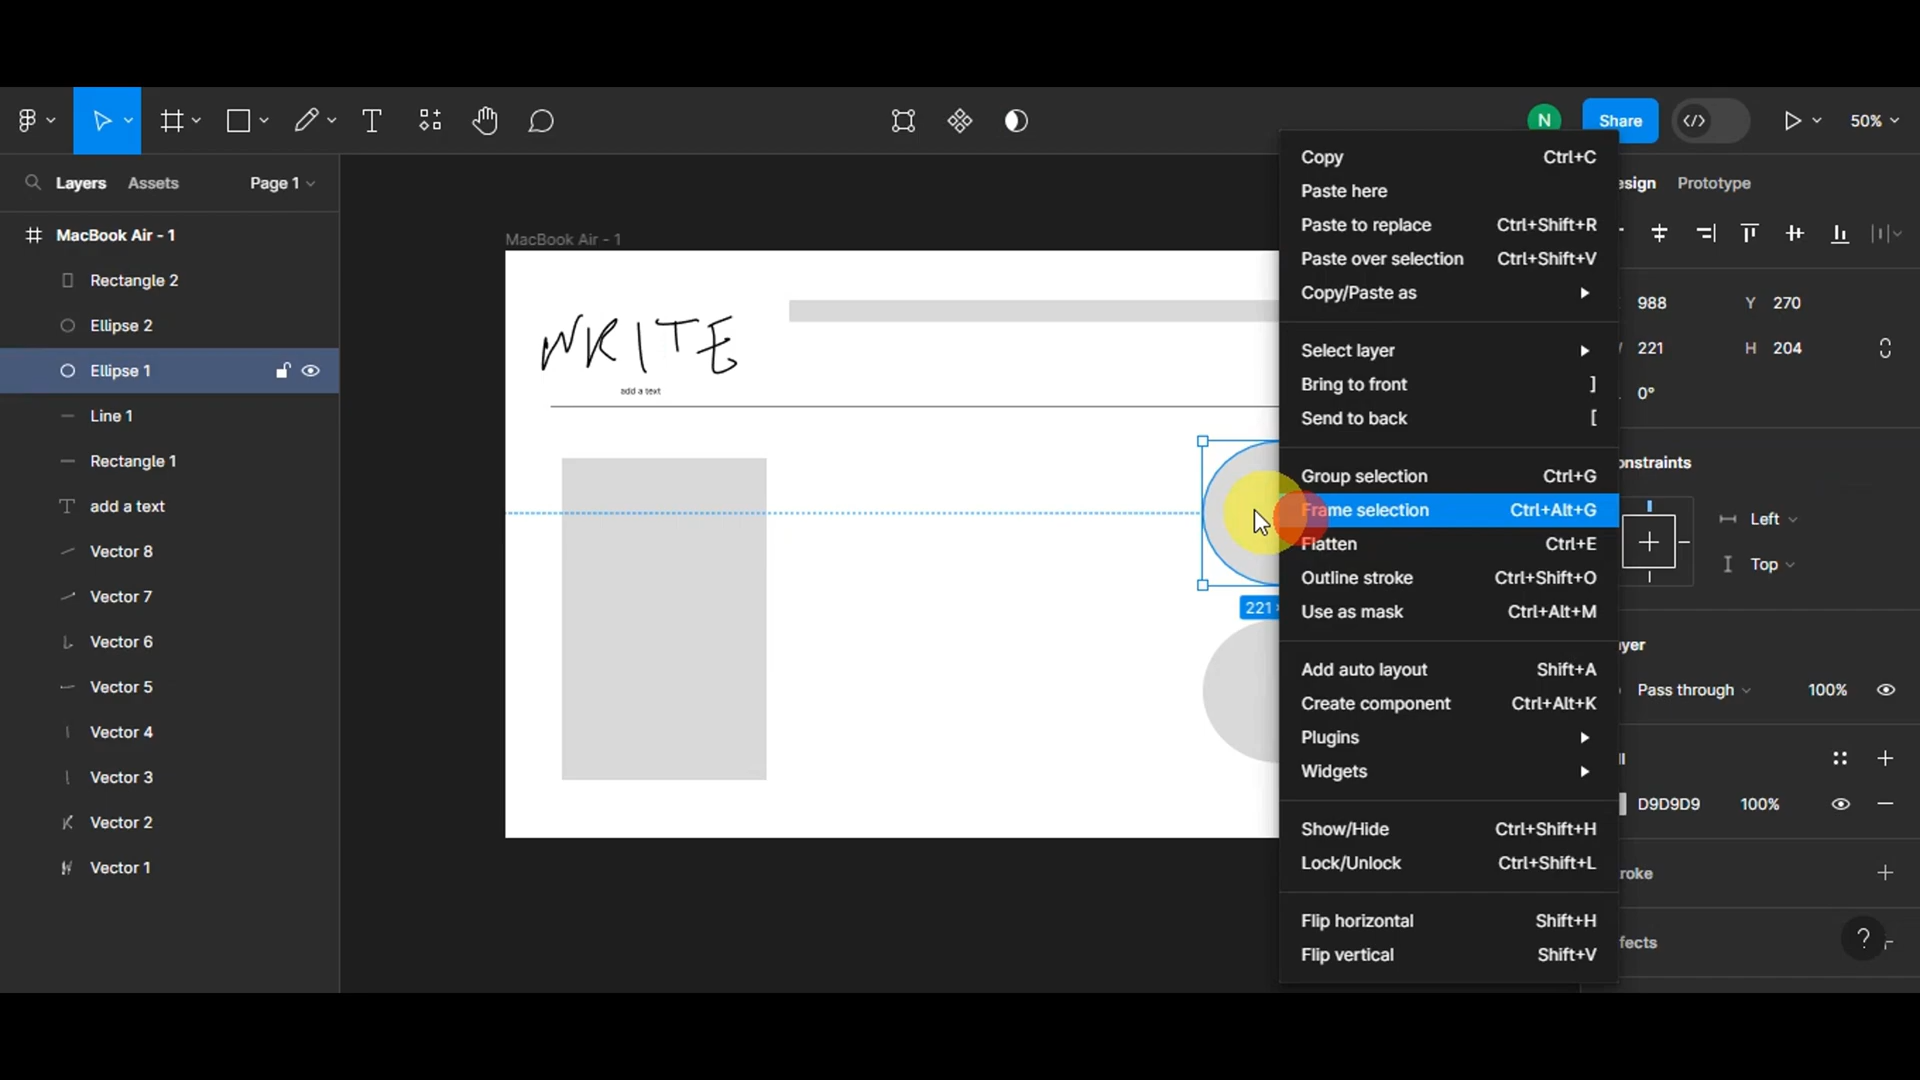 N
Share
50%
Layers
Assets
Page 1
MacBook Air - 1
Rectangle 2
Ellipse 2
Ellipse 1
Line 1
Rectangle 1
add a text
Vector 8
Vector 7
Vector 6
Vector 5
Vector 4
Vector 3
Vector 2
Vector 1
MacBook Air - 1
WRITE
add a text
221
Copy Ctrl+C
Paste here
Paste to replace Ctrl+Shift+R
Paste over selection Ctrl+Shift+V
Copy/Paste as
Select layer
Bring to front ]
Send to back [
Group selection Ctrl+G
Frame selection Ctrl+Alt+G
Flatten Ctrl+E
Outline stroke Ctrl+Shift+O
Use as mask Ctrl+Alt+M
Add auto layout Shift+A
Create component Ctrl+Alt+K
Plugins
Widgets
Show/Hide Ctrl+Shift+H
Lock/Unlock Ctrl+Shift+L
Flip horizontal Shift+H
Flip vertical Shift+V
esign
Prototype
988 Y 270
221 H 204
0°
onstraints
Left
Top
yer
Pass through 100%
D9D9D9 100%
roke
fects
?